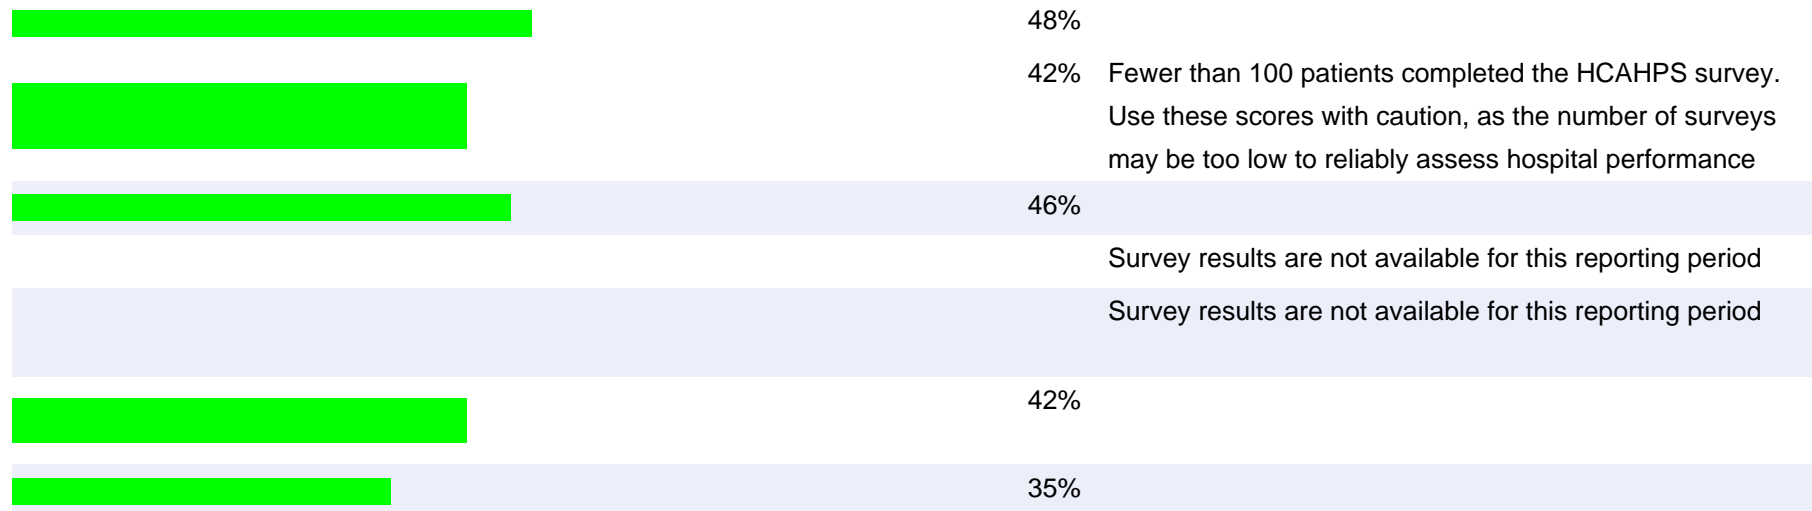 48%
42% Fewer than 100 patients completed the HCAHPS survey.
Use these scores with caution, as the number of surveys
may be too low to reliably assess hospital performance
46%
Survey results are not available for this reporting period
Survey results are not available for this reporting period
42%
35%